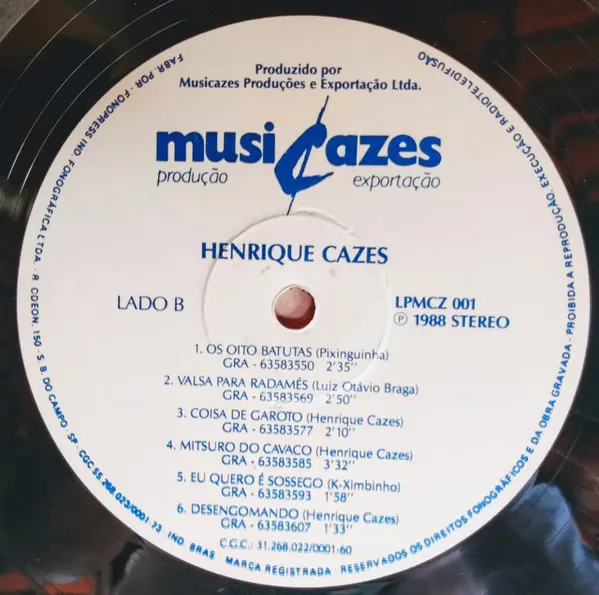 Produzido por
Musicazes Produções e Exportação Ltda.
musiCazes
produção exportação
HENRIQUE CAZES
LADO B
LPMCZ 001
℗ 1988 STEREO
1. OS OITO BATUTAS (Pixinguinha)
GRA - 63583550 2'35"
2. VALSA PARA RADAMÉS (Luiz Otávio Braga)
GRA - 63583569 2'50"
3. COISA DE GAROTO (Henrique Cazes)
GRA - 63583577 2'10"
4. MITSURO DO CAVACO (Henrique Cazes)
GRA - 63583585 3'32"
5. EU QUERO É SOSSEGO (K-Ximbinho)
GRA - 63583593 1'58"
6. DESENGOMANDO (Henrique Cazes)
GRA - 63583607 1'33"
C.G.C.: 31.268.022/0001-60
FABR. POR - FONOPRESS IND. FONOGRÁFICA LTDA. - R. ODEON, 150 - S. B. DO CAMPO - SP - CGC 55.268.023/0001-73 - IND. BRAS. - MARCA REGISTRADA - RESERVADOS OS DIREITOS FONOGRÁFICOS E DA OBRA GRAVADA - PROIBIDA A REPRODUÇÃO, EXECUÇÃO E RADIOTELEDIFUSÃO